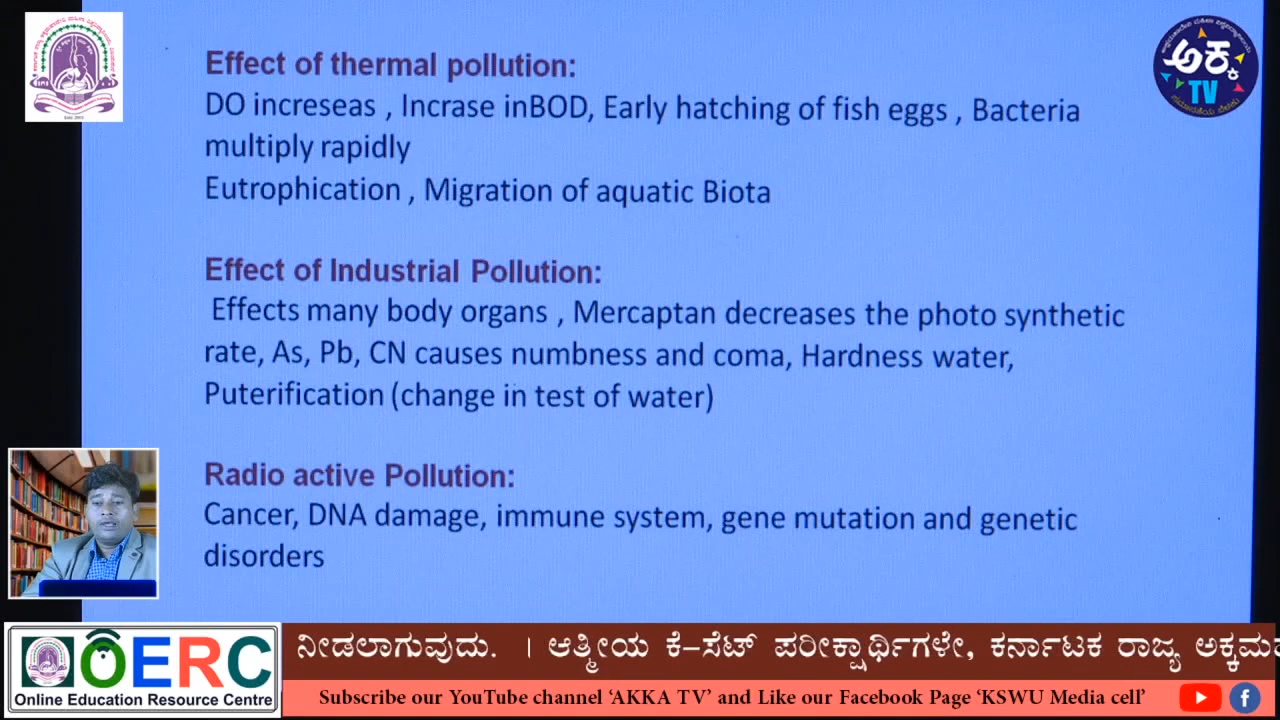 Effect of thermal pollution:
DO increseas , Incrase inBOD, Early hatching of fish eggs , Bacteria
multiply rapidly
Eutrophication , Migration of aquatic Biota
Effect of Industrial Pollution:
Effects many body organs , Mercaptan decreases the photo synthetic
rate, As, Pb, CN causes numbness and coma, Hardness water,
Puterification (change in test of water)
Radio active Pollution:
Cancer, DNA damage, immune system, gene mutation and genetic
disorders
ಅಕ್ಕ
TV
OERC
Online Education Resource Centre
ನೀಡಲಾಗುವುದು. । ಆತ್ಮೀಯ ಕೆ-ಸೆಟ್ ಪರೀಕ್ಷಾರ್ಥಿಗಳೇ, ಕರ್ನಾಟಕ ರಾಜ್ಯ ಅಕ್ಕಮ
Subscribe our YouTube channel ‘AKKA TV’ and Like our Facebook Page ‘KSWU Media cell’